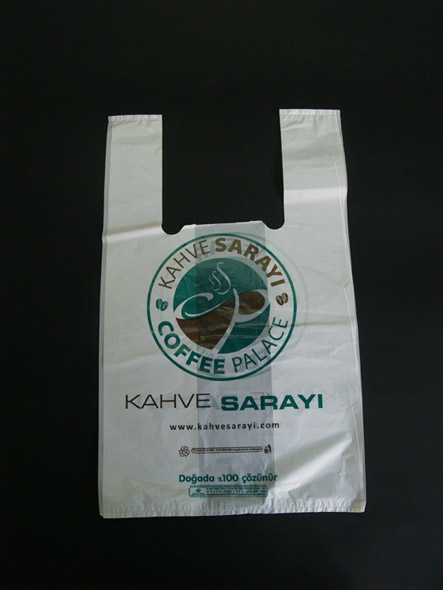 KAHVE SARAYI
COFFEE PALACE
KAHVE SARAYI
www.kahvesarayi.com
Doğada %100 çözünür